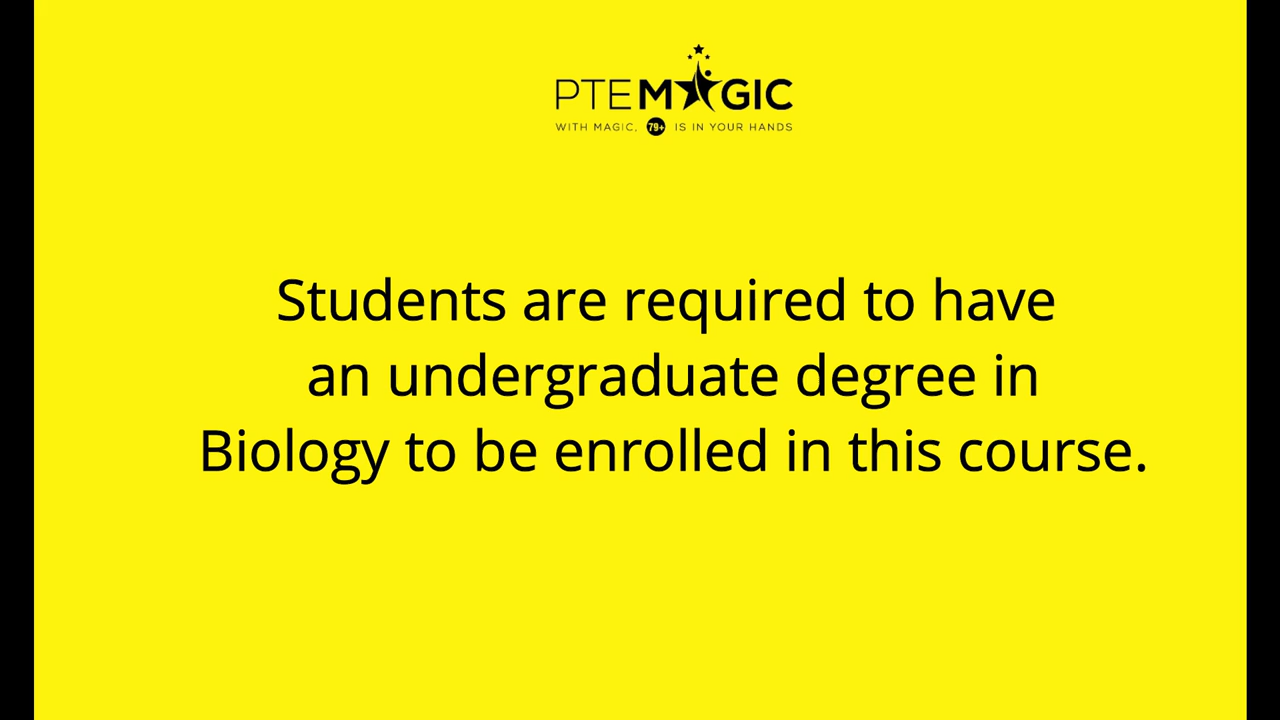 PTEMAGIC
WITH MAGIC, 79+ IS IN YOUR HANDS
Students are required to have
an undergraduate degree in
Biology to be enrolled in this course.